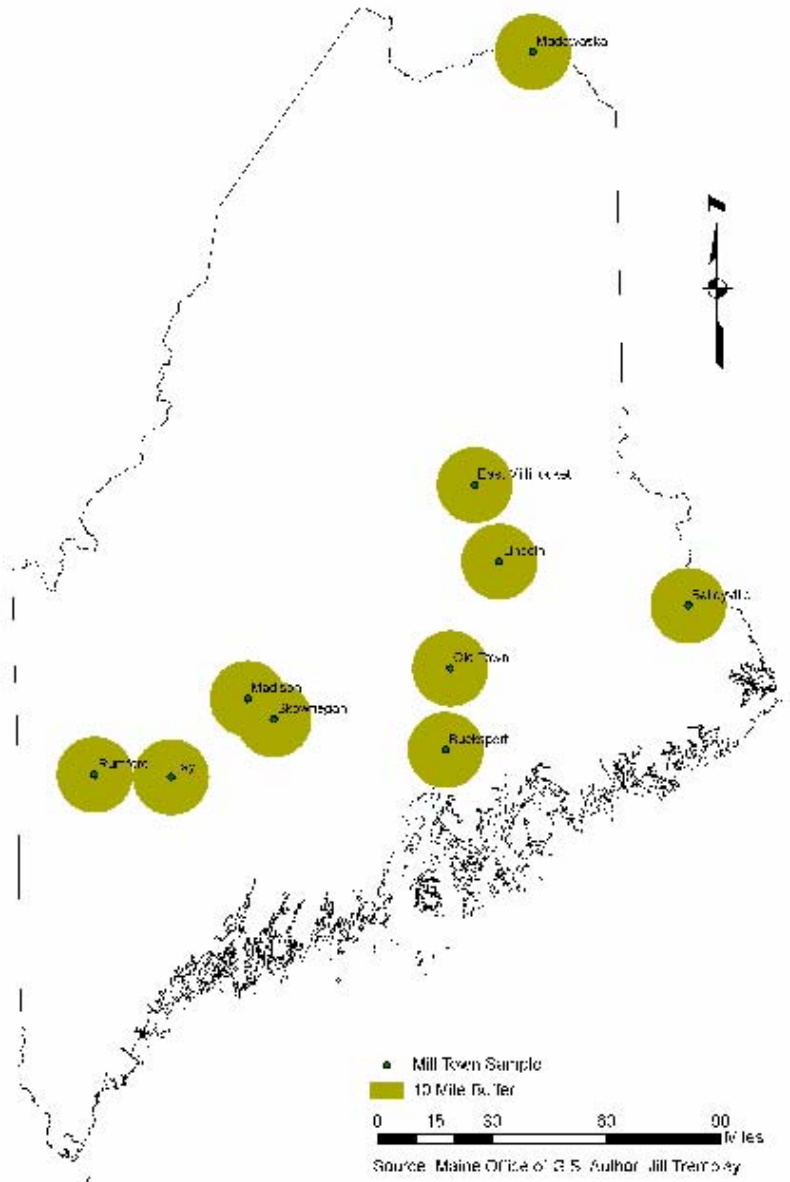 Madawaska
East Millinocket
Lincoln
Baileyville
Old Town
Madison
Skowhegan
Bucksport
Rumford
Jay
Mill Town Sample
10 Mile Buffer
0 15 30 60 90
Miles
Source: Maine Office of G.I.S. Author: Jill Tremblay